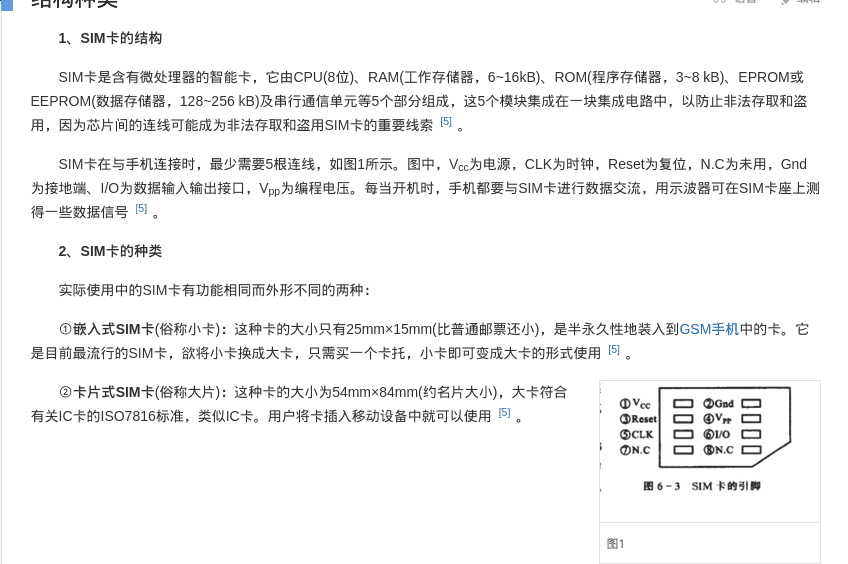 结构种类
编辑
1、SIM卡的结构
SIM卡是含有微处理器的智能卡，它由CPU(8位)、RAM(工作存储器，6~16kB)、ROM(程序存储器，3~8 kB)、EPROM或
EEPROM(数据存储器，128~256 kB)及串行通信单元等5个部分组成，这5个模块集成在一块集成电路中，以防止非法存取和盗
用，因为芯片间的连线可能成为非法存取和盗用SIM卡的重要线索 [5] 。
SIM卡在与手机连接时，最少需要5根连线，如图1所示。图中，Vcc为电源，CLK为时钟，Reset为复位，N.C为未用，Gnd
为接地端、I/O为数据输入输出接口，Vpp为编程电压。每当开机时，手机都要与SIM卡进行数据交流，用示波器可在SIM卡座上测
得一些数据信号 [5] 。
2、SIM卡的种类
实际使用中的SIM卡有功能相同而外形不同的两种：
①嵌入式SIM卡(俗称小卡)：这种卡的大小只有25mm×15mm(比普通邮票还小)，是半永久性地装入到GSM手机中的卡。它
是目前最流行的SIM卡，欲将小卡换成大卡，只需买一个卡托，小卡即可变成大卡的形式使用 [5] 。
②卡片式SIM卡(俗称大片)：这种卡的大小为54mm×84mm(约名片大小)，大卡符合
有关IC卡的ISO7816标准，类似IC卡。用户将卡插入移动设备中就可以使用 [5] 。
①VCC ②Gnd
③Reset ④VPP
⑤CLK ⑥I/O
⑦N.C ⑧N.C
图 6-3 SIM 卡的引脚
图1